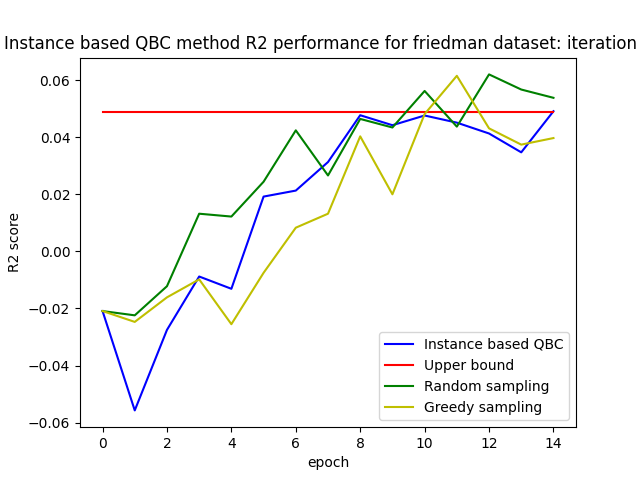 Instance based QBC method R2 performance for friedman dataset: iteration
0.06
0.04
0.02
0.00
−0.02
−0.04
−0.06
R2 score
0
2
4
6
8
10
12
14
epoch
Instance based QBC
Upper bound
Random sampling
Greedy sampling